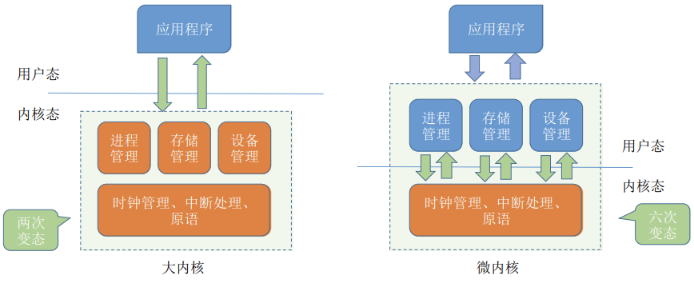 应用程序
用户态
内核态
进程
管理
存储
管理
设备
管理
时钟管理、中断处理、
原语
两次
变态
大内核
应用程序
进程
管理
存储
管理
设备
管理
用户态
内核态
时钟管理、中断处理、
原语
六次
变态
微内核